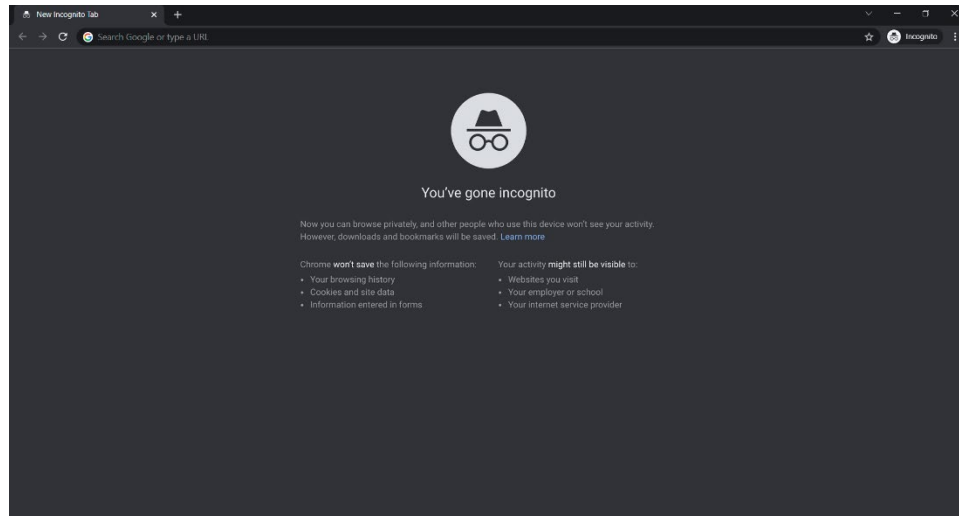 New Incognito Tab
Search Google or type a URL
Incognito
You've gone incognito
Now you can browse privately, and other people who use this device won't see your activity.
However, downloads and bookmarks will be saved. Learn more
Chrome won't save the following information:
• Your browsing history
• Cookies and site data
• Information entered in forms
Your activity might still be visible to:
• Websites you visit
• Your employer or school
• Your internet service provider